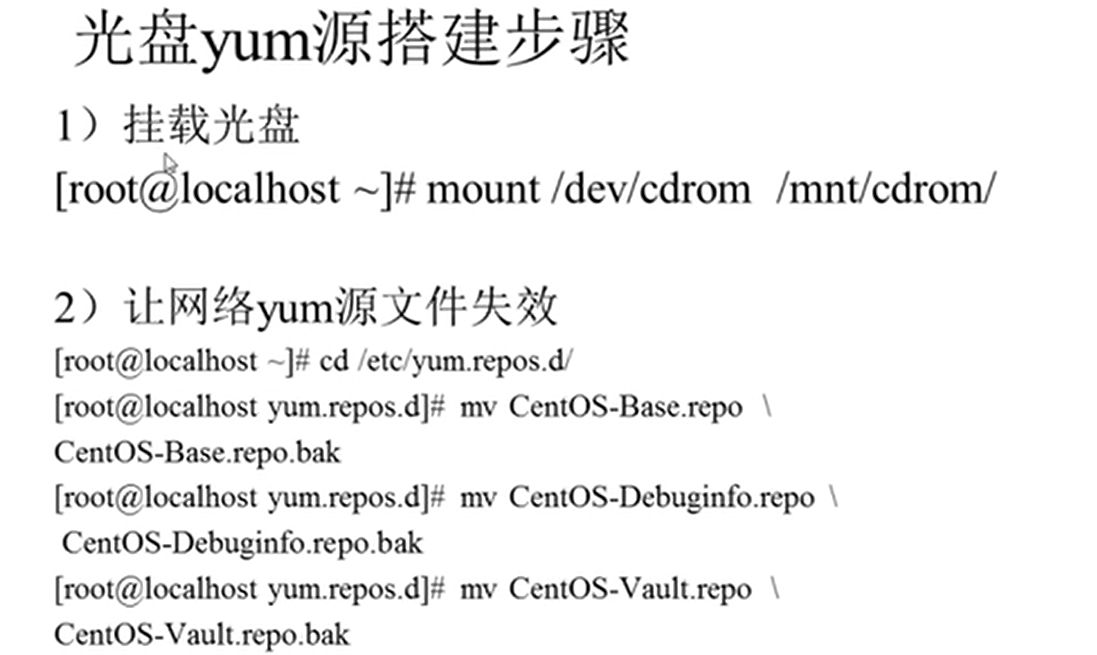 光盘yum源搭建步骤
1）挂载光盘
[root@localhost ~]# mount /dev/cdrom  /mnt/cdrom/
2）让网络yum源文件失效
[root@localhost ~]# cd /etc/yum.repos.d/
[root@localhost yum.repos.d]#  mv  CentOS-Base.repo  \
CentOS-Base.repo.bak
[root@localhost yum.repos.d]#  mv  CentOS-Debuginfo.repo  \
CentOS-Debuginfo.repo.bak
[root@localhost yum.repos.d]#  mv  CentOS-Vault.repo  \
CentOS-Vault.repo.bak